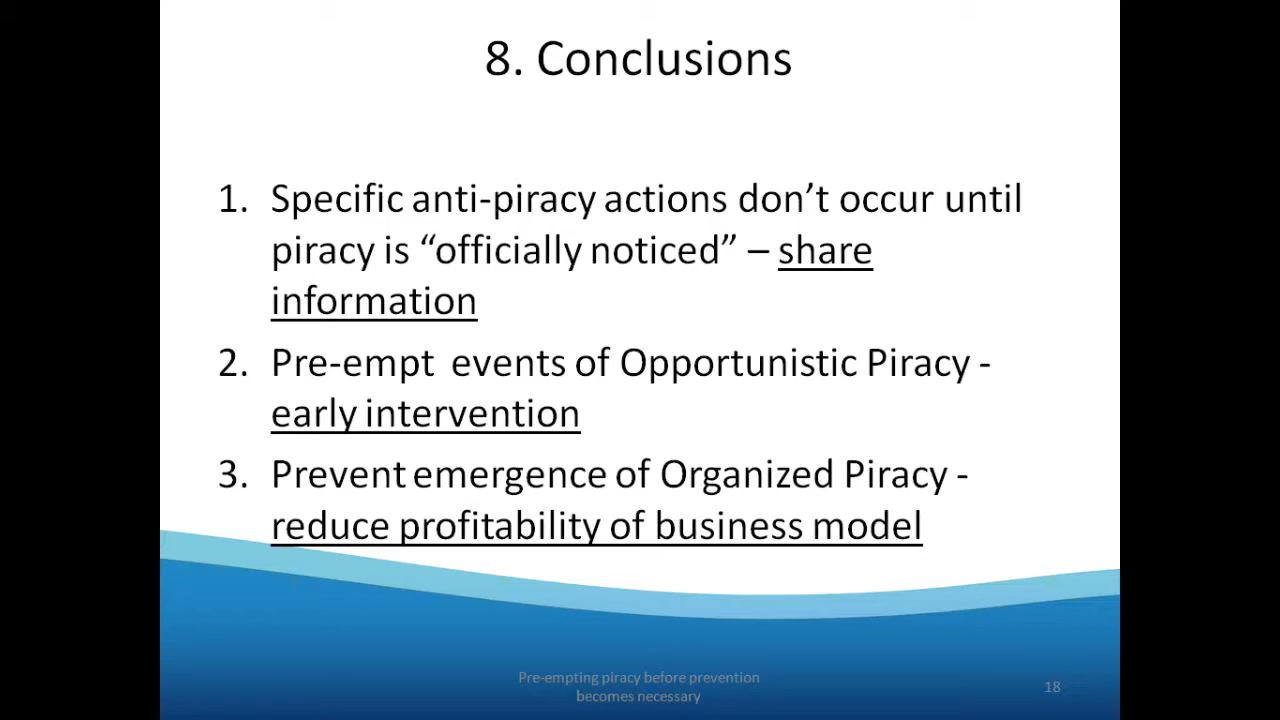 8. Conclusions
1. Specific anti-piracy actions don’t occur until
piracy is “officially noticed” – share
information
2. Pre-empt events of Opportunistic Piracy -
early intervention
3. Prevent emergence of Organized Piracy -
reduce profitability of business model
Pre-empting piracy before prevention
becomes necessary
18